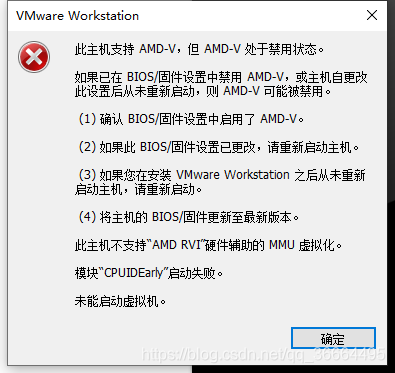 VMware Workstation
此主机支持 AMD-V，但 AMD-V 处于禁用状态。
如果已在 BIOS/固件设置中禁用 AMD-V，或主机自更改
此设置后从未重新启动，则 AMD-V 可能被禁用。
(1) 确认 BIOS/固件设置中启用了 AMD-V。
(2) 如果此 BIOS/固件设置已更改，请重新启动主机。
(3) 如果您在安装 VMware Workstation 之后从未重新
启动主机，请重新启动。
(4) 将主机的 BIOS/固件更新至最新版本。
此主机不支持“AMD RVI”硬件辅助的 MMU 虚拟化。
模块“CPUIDEarly”启动失败。
未能启动虚拟机。
确定
https://blog.csdn.net/qq_36664495